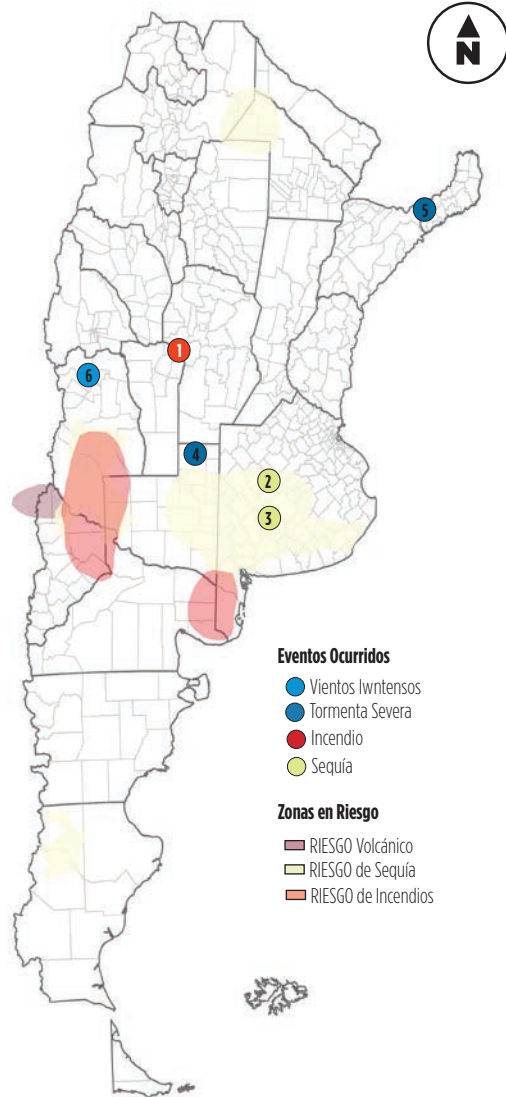 N
5
1
6
4
2
3
Eventos Ocurridos
Vientos Iwntensos
Tormenta Severa
Incendio
Sequía
Zonas en Riesgo
RIESGO Volcánico
RIESGO de Sequía
RIESGO de Incendios